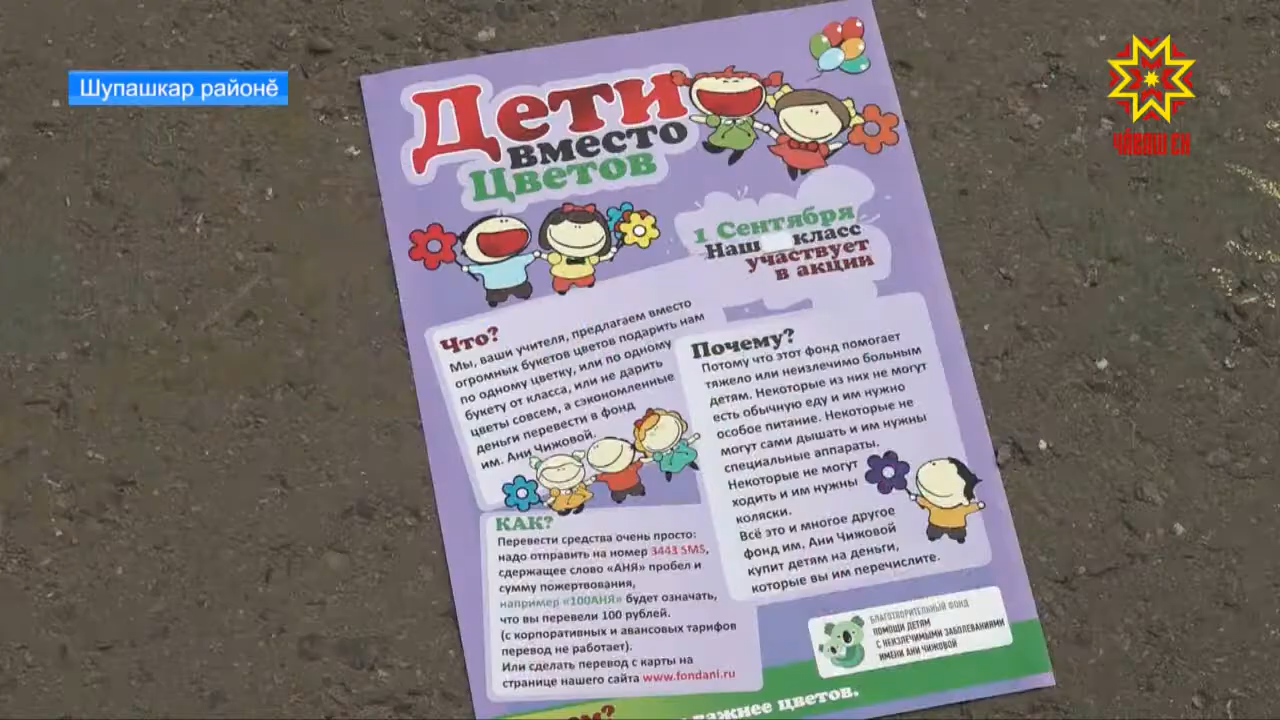 Шупашкар районĕ
ЧӐВАШ ЕН
Дети
вместо
Цветов
1 Сентября
Наш класс
участвует
в акции
Что?
Мы, ваши учителя, предлагаем вместо
огромных букетов цветов подарить нам
по одному цветку, или по одному
букету от класса, или не дарить
цветы совсем, а сэкономленные
деньги перевести в фонд
им. Ани Чижовой.
Почему?
Потому что этот фонд помогает
тяжело или неизлечимо больным
детям. Некоторые из них не могут
есть обычную еду и им нужно
особое питание. Некоторые не
могут сами дышать и им нужны
специальные аппараты.
Некоторые не могут
ходить и им нужны
коляски.
Всё это и многое другое
фонд им. Ани Чижовой
купит детям на деньги,
которые вы им перечислите.
КАК?
Перевести средства очень просто:
надо отправить на номер 3443 SMS,
сдержащее слово «АНЯ» пробел и
сумму пожертвования,
например «100АНЯ» будет означать,
что вы перевели 100 рублей.
(с корпоративных и авансовых тарифов
перевод не работает).
Или сделать перевод с карты на
странице нашего сайта www.fondani.ru
БЛАГОТВОРИТЕЛЬНЫЙ ФОНД
ПОМОЩИ ДЕТЯМ
С НЕИЗЛЕЧИМЫМИ ЗАБОЛЕВАНИЯМИ
ИМЕНИ АНИ ЧИЖОВОЙ
цветов.